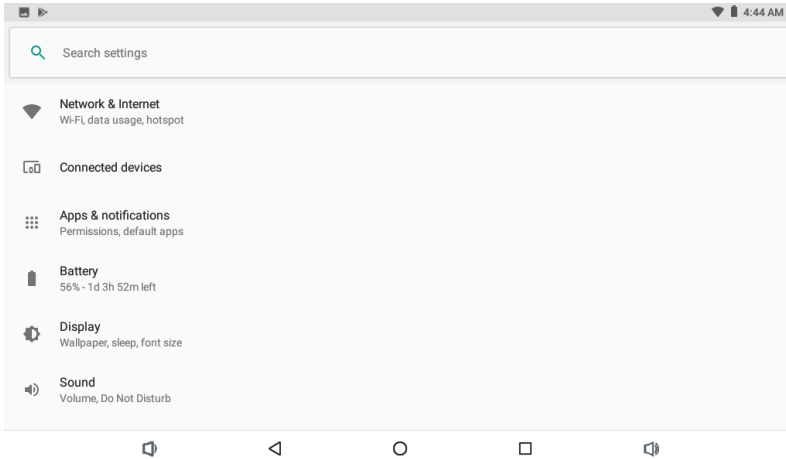 4:44 AM
Search settings
Network & Internet
Wi-Fi, data usage, hotspot
Connected devices
Apps & notifications
Permissions, default apps
Battery
56% - 1d 3h 52m left
Display
Wallpaper, sleep, font size
Sound
Volume, Do Not Disturb